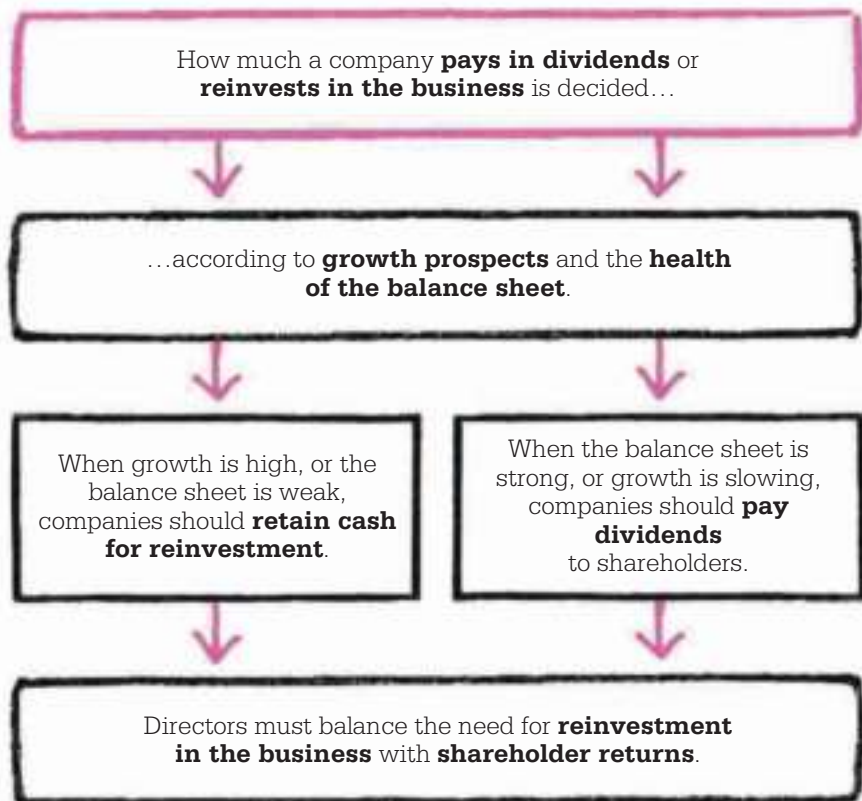 How much a company pays in dividends or
reinvests in the business is decided…
…according to growth prospects and the health
of the balance sheet.
When growth is high, or the
balance sheet is weak,
companies should retain cash
for reinvestment.
When the balance sheet is
strong, or growth is slowing,
companies should pay
dividends
to shareholders.
Directors must balance the need for reinvestment
in the business with shareholder returns.